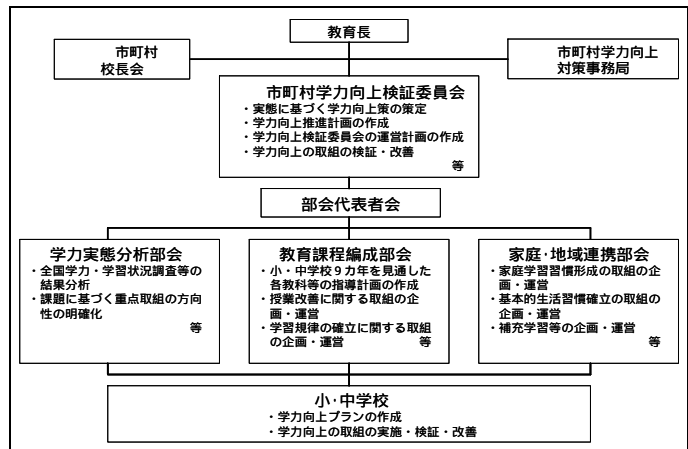 教育長
市町村
校長会
市町村学力向上
対策事務局
市町村学力向上検証委員会
・実態に基づく学力向上策の策定
・学力向上推進計画の作成
・学力向上検証委員会の運営計画の作成
・学力向上の取組の検証・改善
等
部会代表者会
学力実態分析部会
・全国学力・学習状況調査等の
結果分析
・課題に基づく重点取組の方向
性の明確化
等
教育課程編成部会
・小・中学校９カ年を見通した
各教科等の指導計画の作成
・授業改善に関する取組の企
画・運営
・学習規律の確立に関する取組
の企画・運営 等
家庭・地域連携部会
・家庭学習習慣形成の取組の企
画・運営
・基本的生活習慣確立の取組の
企画・運営
・補充学習等の企画・運営
等
小・中学校
・学力向上プランの作成
・学力向上の取組の実施・検証・改善